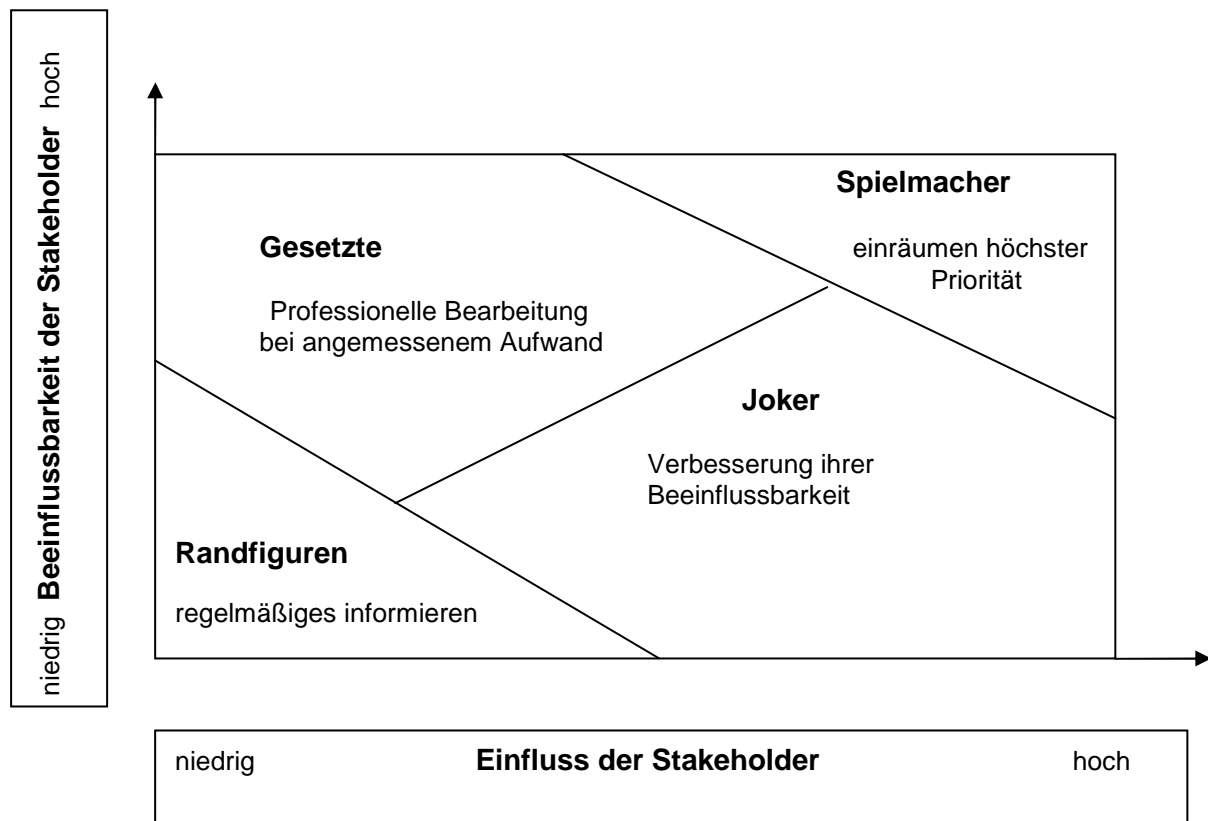 niedrig Beeinflussbarkeit der Stakeholder hoch
Spielmacher
einräumen höchster
Priorität
Gesetzte
Professionelle Bearbeitung
bei angemessenem Aufwand
Joker
Verbesserung ihrer
Beeinflussbarkeit
Randfiguren
regelmäßiges informieren
niedrig Einfluss der Stakeholder hoch